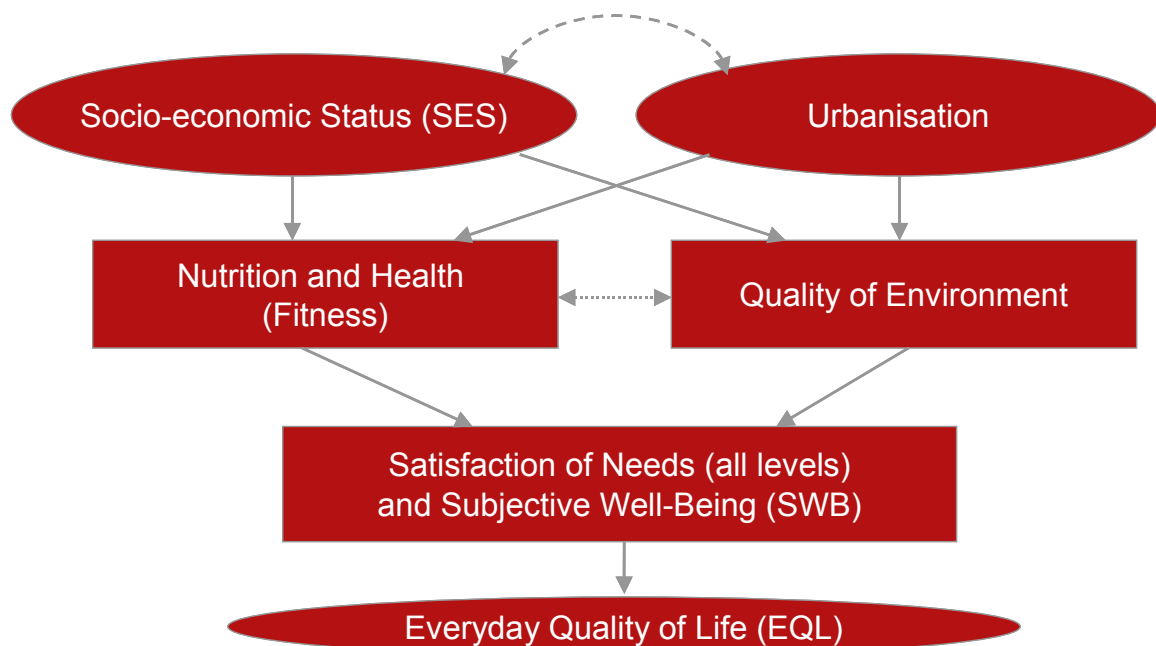 Socio-economic Status (SES)
Urbanisation
Nutrition and Health
(Fitness)
Quality of Environment
Satisfaction of Needs (all levels)
and Subjective Well-Being (SWB)
Everyday Quality of Life (EQL)